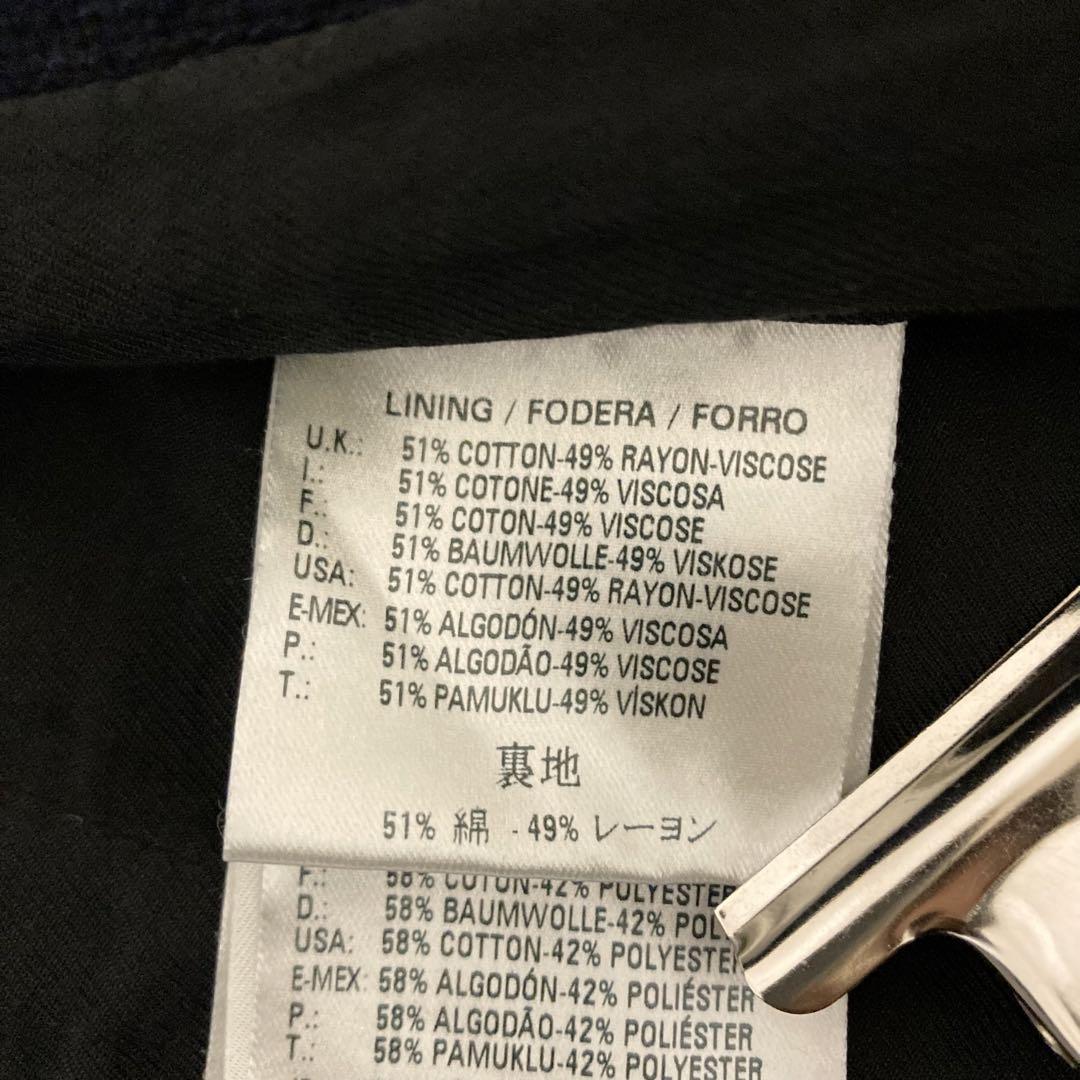 LINING / FODERA / FORRO
U.K.: 51% COTTON-49% RAYON-VISCOSE
I.: 51% COTONE-49% VISCOSA
F.: 51% COTON-49% VISCOSE
D.: 51% BAUMWOLLE-49% VISKOSE
USA: 51% COTTON-49% RAYON-VISCOSE
E-MEX: 51% ALGODÓN-49% VISCOSA
P.: 51% ALGODÃO-49% VISCOSE
T.: 51% PAMUKLU-49% VİSKON
裏地
51% 綿 - 49% レーヨン
F.: 58% COTON-42% POLYESTER
D.: 58% BAUMWOLLE-42%
USA: 58% COTTON-42% POLYESTER
E-MEX: 58% ALGODÓN-42% POLIÉSTER
P.: 58% ALGODÃO-42% POLIÉSTER
T.: 58% PAMUKLU-42% POLYESTER